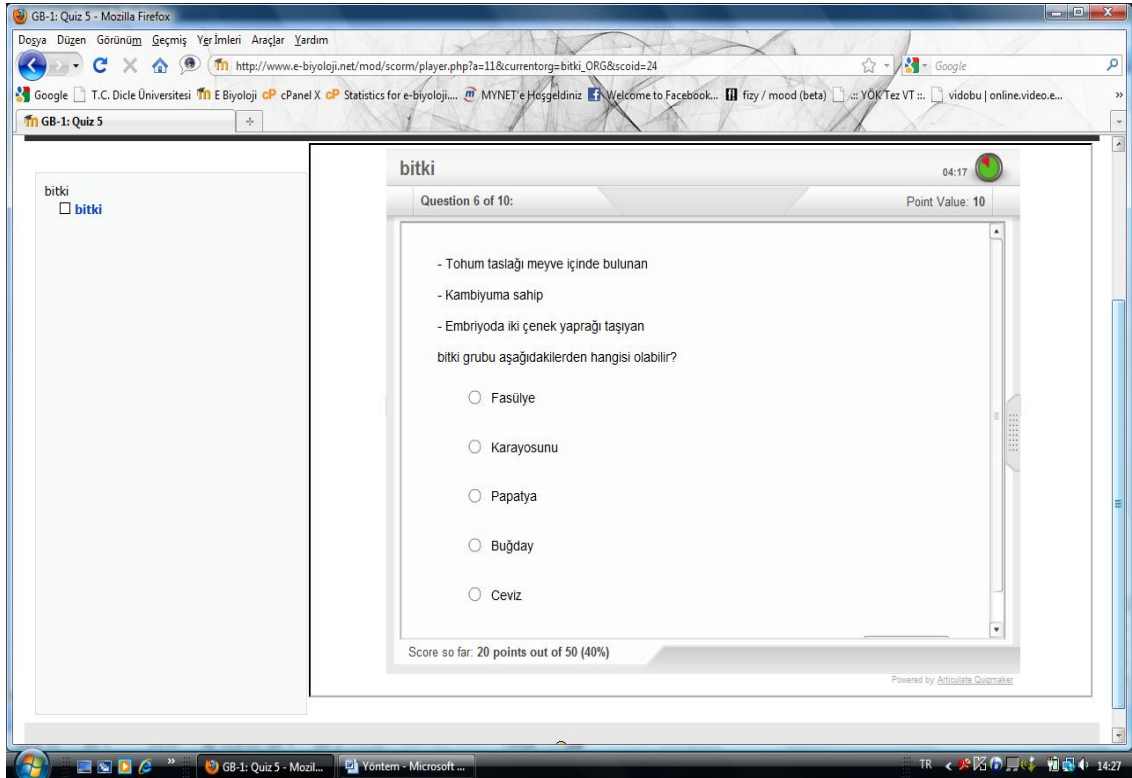 GB-1: Quiz 5 - Mozilla Firefox
Dosya Düzen Görünüm Geçmiş Yer İmleri Araçlar Yardım
http://www.e-biyoloji.net/mod/scorm/player.php?a=11&currentorg=bitki_ORG&scoid=24
Google
Google T.C. Dicle Üniversitesi E Biyoloji cPanel X Statistics for e-biyoloji.... MYNET'e Hoşgeldiniz Welcome to Facebook... fizy / mood (beta) .:: YÖK Tez VT ::. vidobu | online.video.e... »
GB-1: Quiz 5
bitki
bitki
bitki
04:17
Question 6 of 10:
Point Value: 10
- Tohum taslağı meyve içinde bulunan
- Kambiyuma sahip
- Embriyoda iki çenek yaprağı taşıyan
bitki grubu aşağıdakilerden hangisi olabilir?
Fasülye
Karayosunu
Papatya
Buğday
Ceviz
Score so far: 20 points out of 50 (40%)
Powered by Articulate Quizmaker
GB-1: Quiz 5 - Mozil...
Yöntem - Microsoft ...
TR
14:27